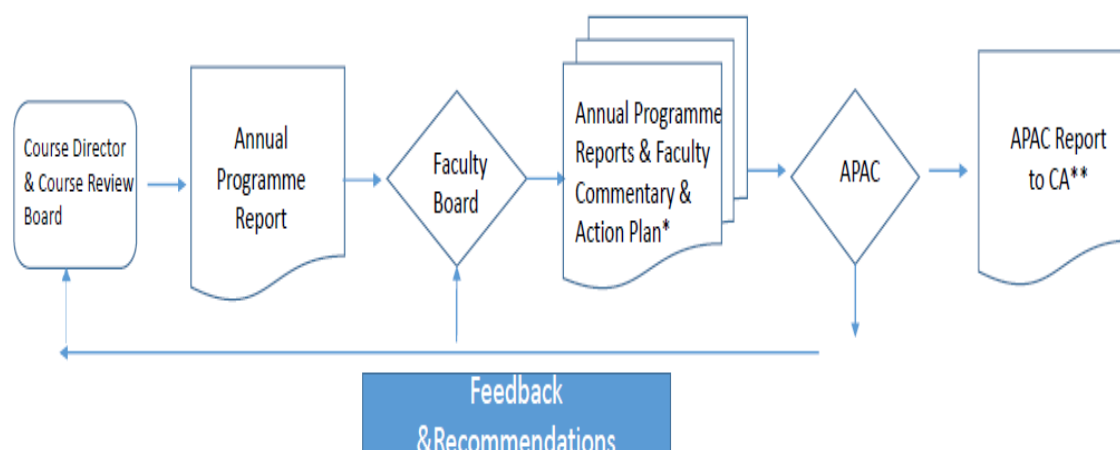 Course Director
& Course Review
Board
Annual
Programme
Report
Faculty
Board
Annual Programme
Reports & Faculty
Commentary &
Action Plan*
APAC
APAC Report
to CA**
Feedback
&Recommendations